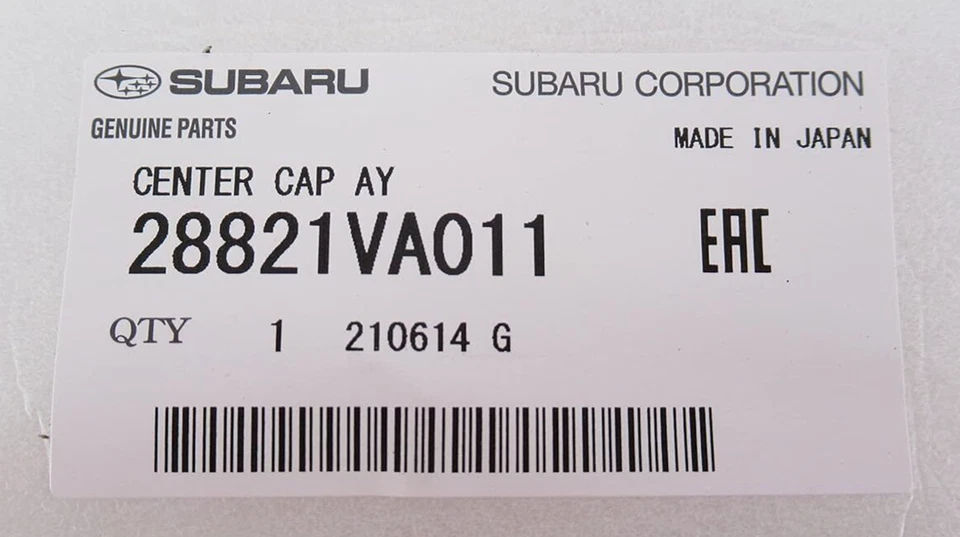 SUBARU SUBARU CORPORATION
GENUINE PARTS MADE IN JAPAN
CENTER CAP AY
28821VA011 EAC
QTY 1 210614 G